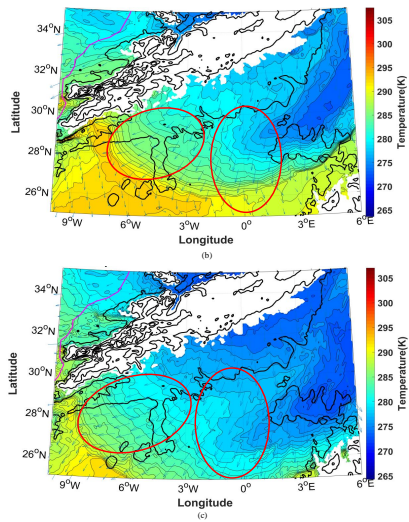 34°N
32°N
30°N
28°N
26°N
Latitude
9°W 6°W 3°W 0° 3°E 6°E
Longitude
305
300
295
290
285
280
275
270
265
Temperature(K)
(b)
34°N
32°N
30°N
28°N
26°N
Latitude
9°W 6°W 3°W 0° 3°E 6°E
Longitude
305
300
295
290
285
280
275
270
265
Temperature(K)
(c)